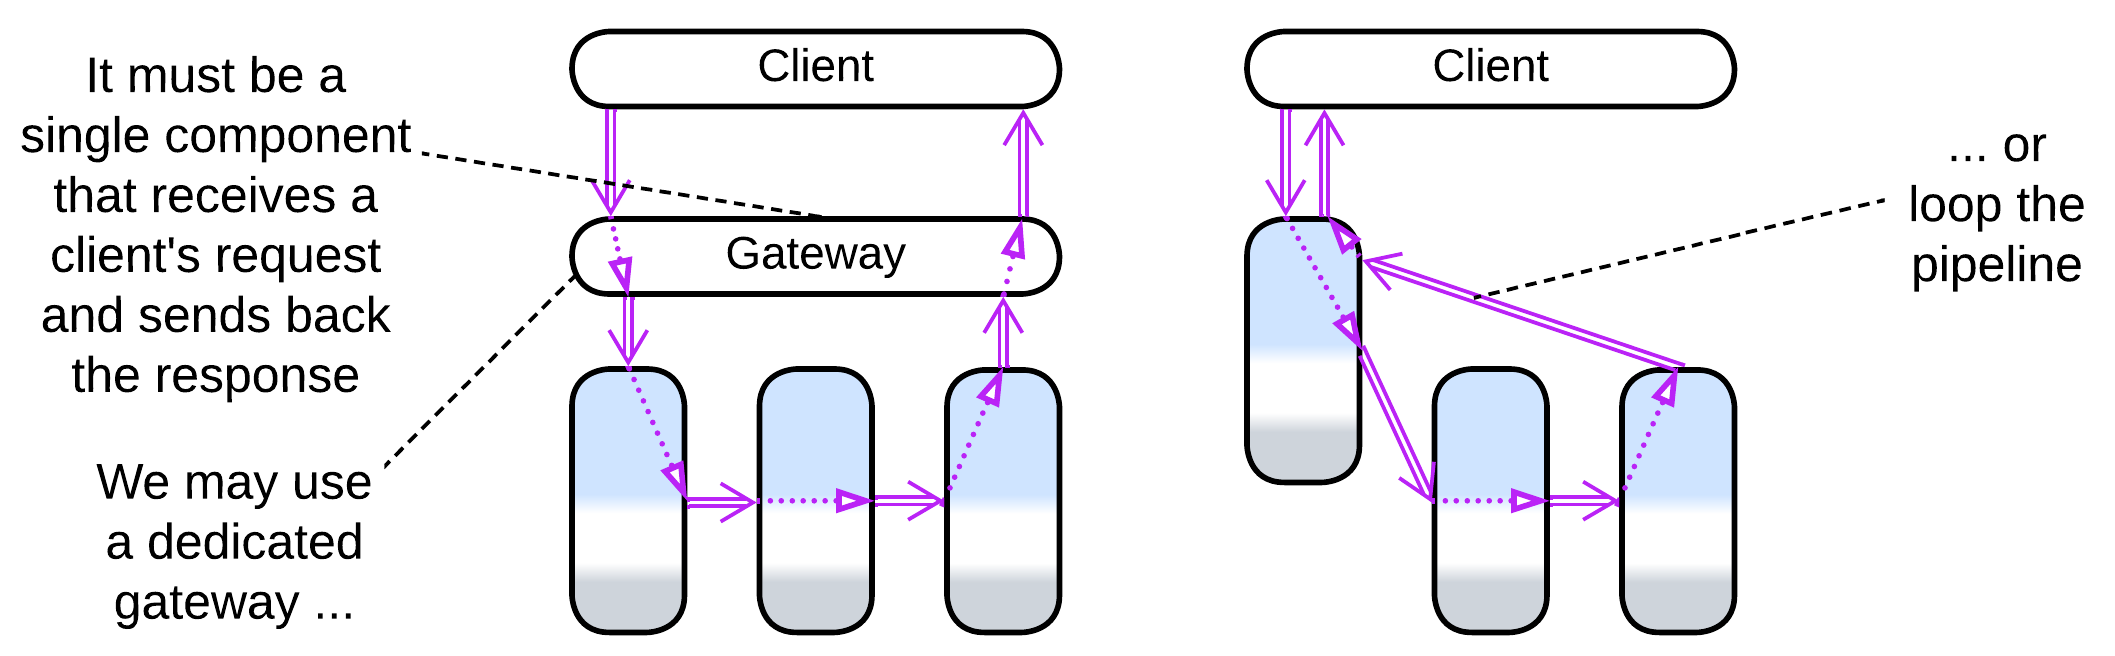 It must be a
single component
that receives a
client's request
and sends back
the response
We may use
a dedicated
gateway ...
Client
Gateway
Client
... or
loop the
pipeline